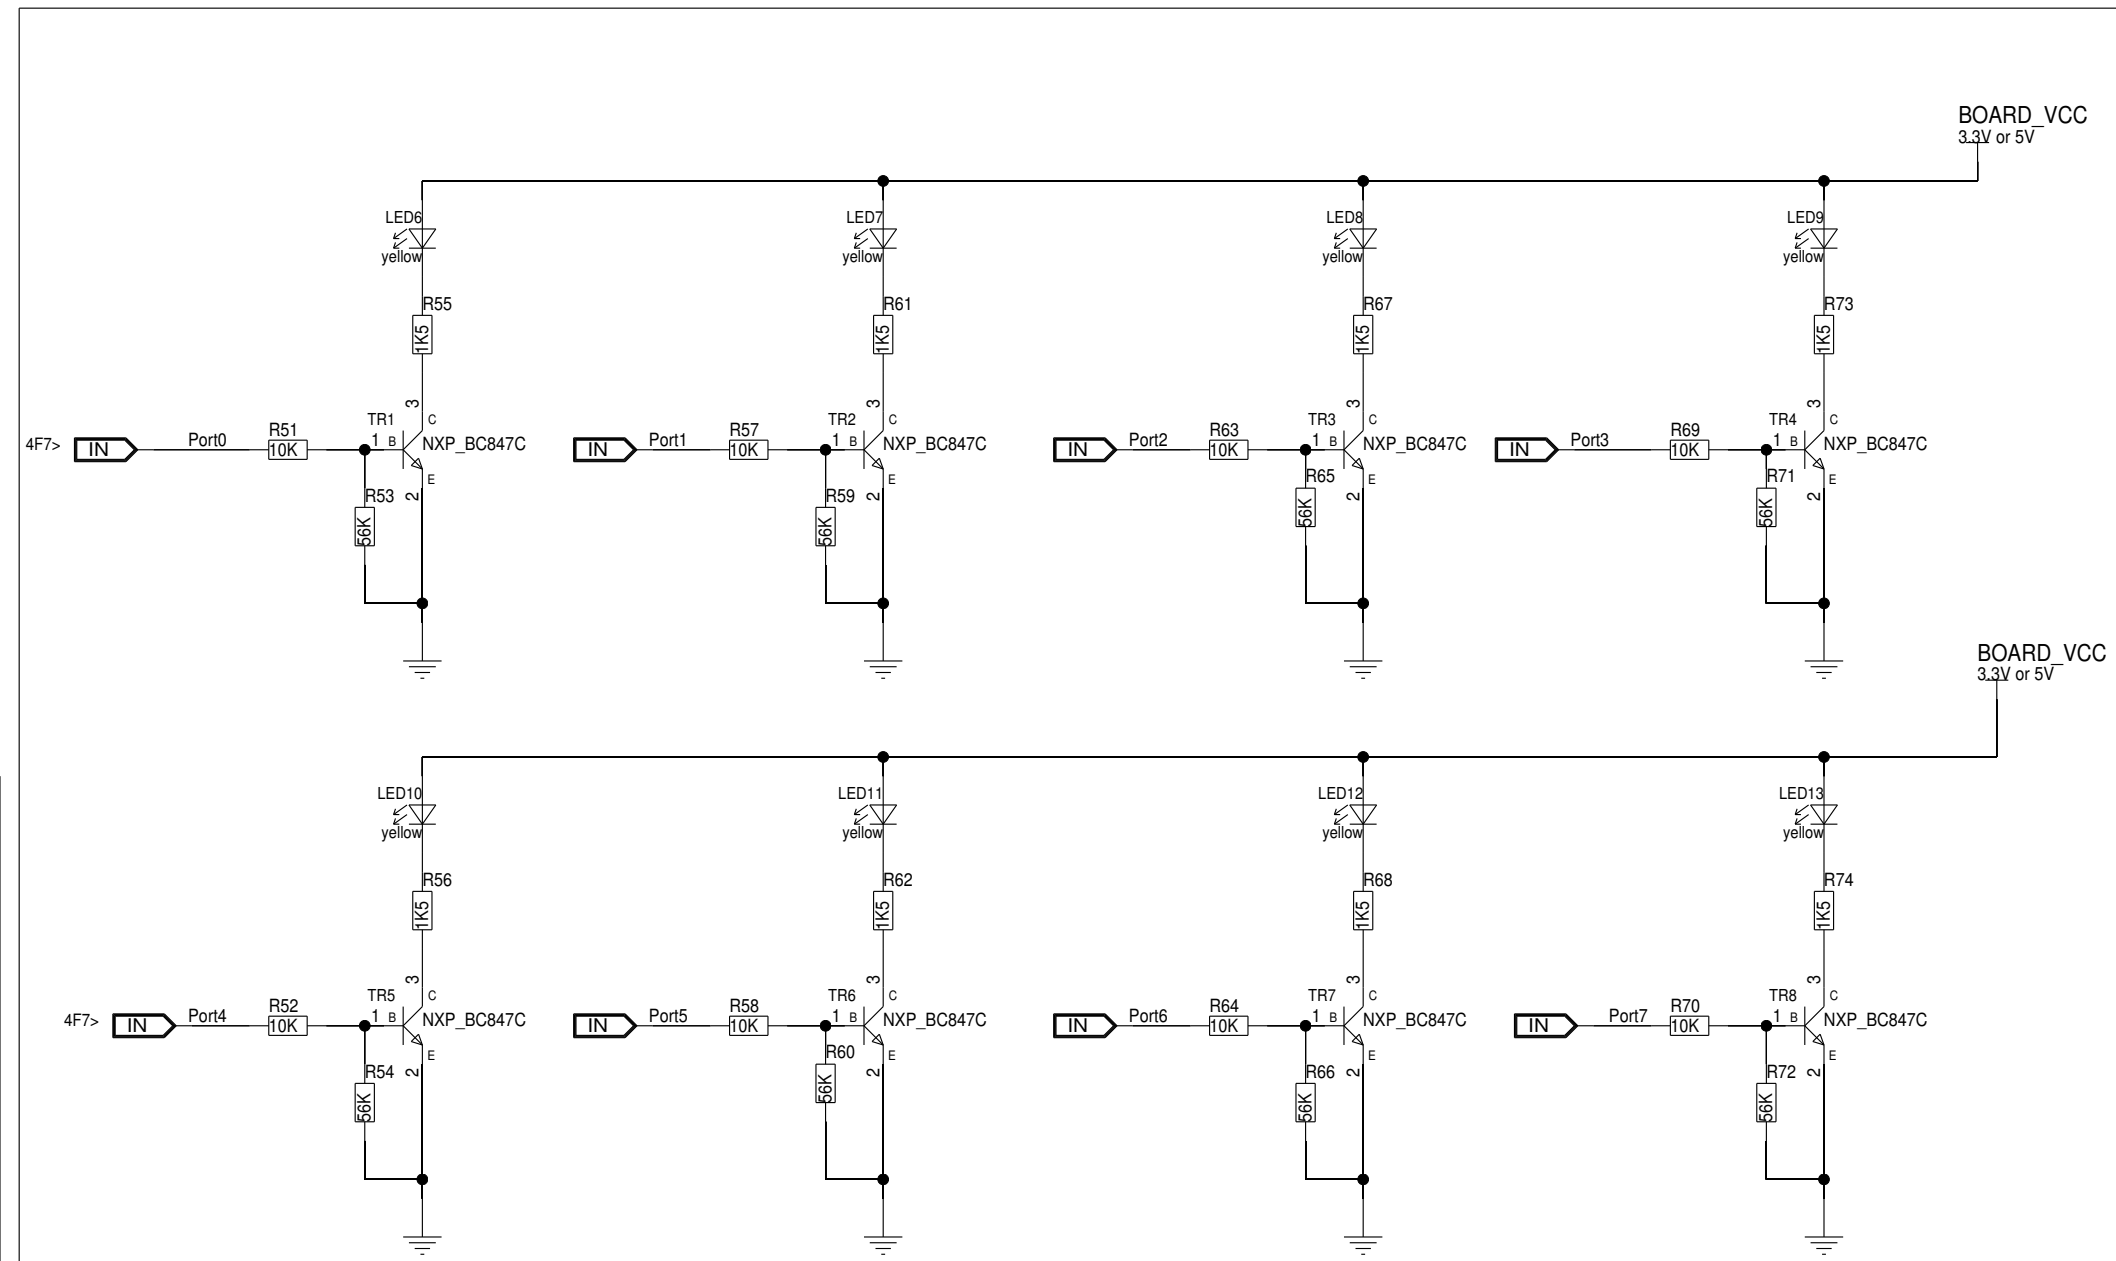 BOARD_VCC
3.3V or 5V
LED6
yellow
R55
1K5
LED7
yellow
R61
1K5
LED8
yellow
R67
1K5
LED9
yellow
R73
1K5
4F7>
IN
Port0
R51
10K
TR1
1
B
3
C
NXP_BC847C
E
2
R53
56K
IN
Port1
R57
10K
TR2
1
B
3
C
NXP_BC847C
E
2
R59
56K
IN
Port2
R63
10K
TR3
1
B
3
C
NXP_BC847C
E
2
R65
56K
IN
Port3
R69
10K
TR4
1
B
3
C
NXP_BC847C
E
2
R71
56K
BOARD_VCC
3.3V or 5V
LED10
yellow
R56
1K5
LED11
yellow
R62
1K5
LED12
yellow
R68
1K5
LED13
yellow
R74
1K5
4F7>
IN
Port4
R52
10K
TR5
1
B
3
C
NXP_BC847C
E
2
R54
56K
IN
Port5
R58
10K
TR6
1
B
3
C
NXP_BC847C
E
2
R60
56K
IN
Port6
R64
10K
TR7
1
B
3
C
NXP_BC847C
E
2
R66
56K
IN
Port7
R70
10K
TR8
1
B
3
C
NXP_BC847C
E
2
R72
56K